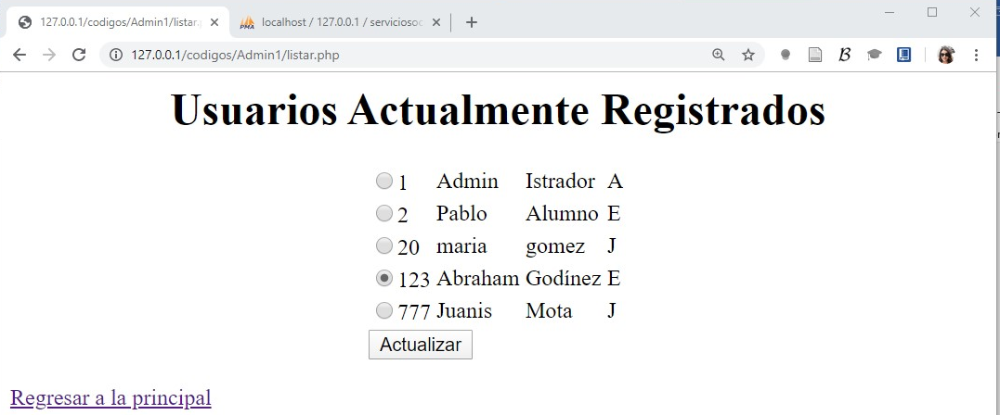 127.0.0.1/codigos/Admin1/listar.
PMA localhost / 127.0.0.1 / serviciosoc
127.0.0.1/codigos/Admin1/listar.php
B
Usuarios Actualmente Registrados
1 Admin Istrador A
2 Pablo Alumno E
20 maria gomez J
123 Abraham Godínez E
777 Juanis Mota J
Actualizar
Regresar a la principal